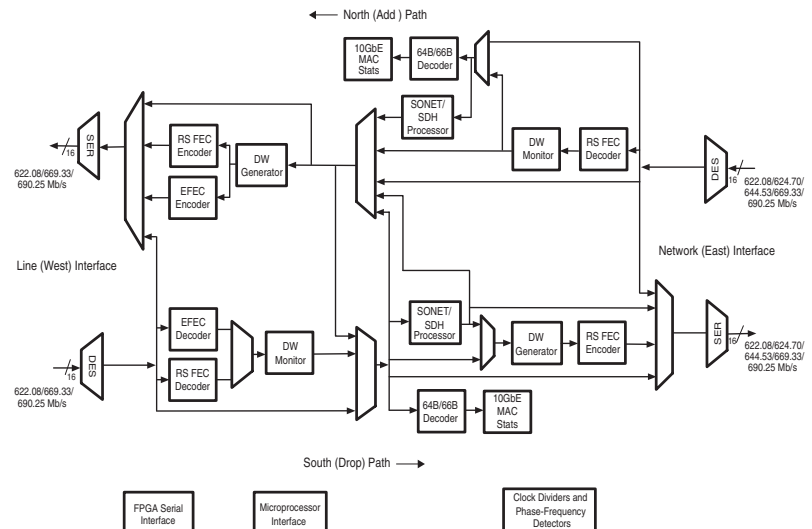 North (Add ) Path
10GbE
MAC
Stats
64B/66B
Decoder
SONET/
SDH
Processor
SER
16
622.08/669.33/
690.25 Mb/s
RS FEC
Encoder
EFEC
Encoder
DW
Generator
DW
Monitor
RS FEC
Decoder
DES
16
622.08/624.70/
644.53/669.33/
690.25 Mb/s
Line (West) Interface
Network (East) Interface
EFEC
Decoder
RS FEC
Decoder
DW
Monitor
DES
16
622.08/669.33/
690.25 Mb/s
SONET/
SDH
Processor
DW
Generator
RS FEC
Encoder
SER
16
622.08/624.70/
644.53/669.33/
690.25 Mb/s
64B/66B
Decoder
10GbE
MAC
Stats
South (Drop) Path
FPGA Serial
Interface
Microprocessor
Interface
Clock Dividers and
Phase-Frequency
Detectors